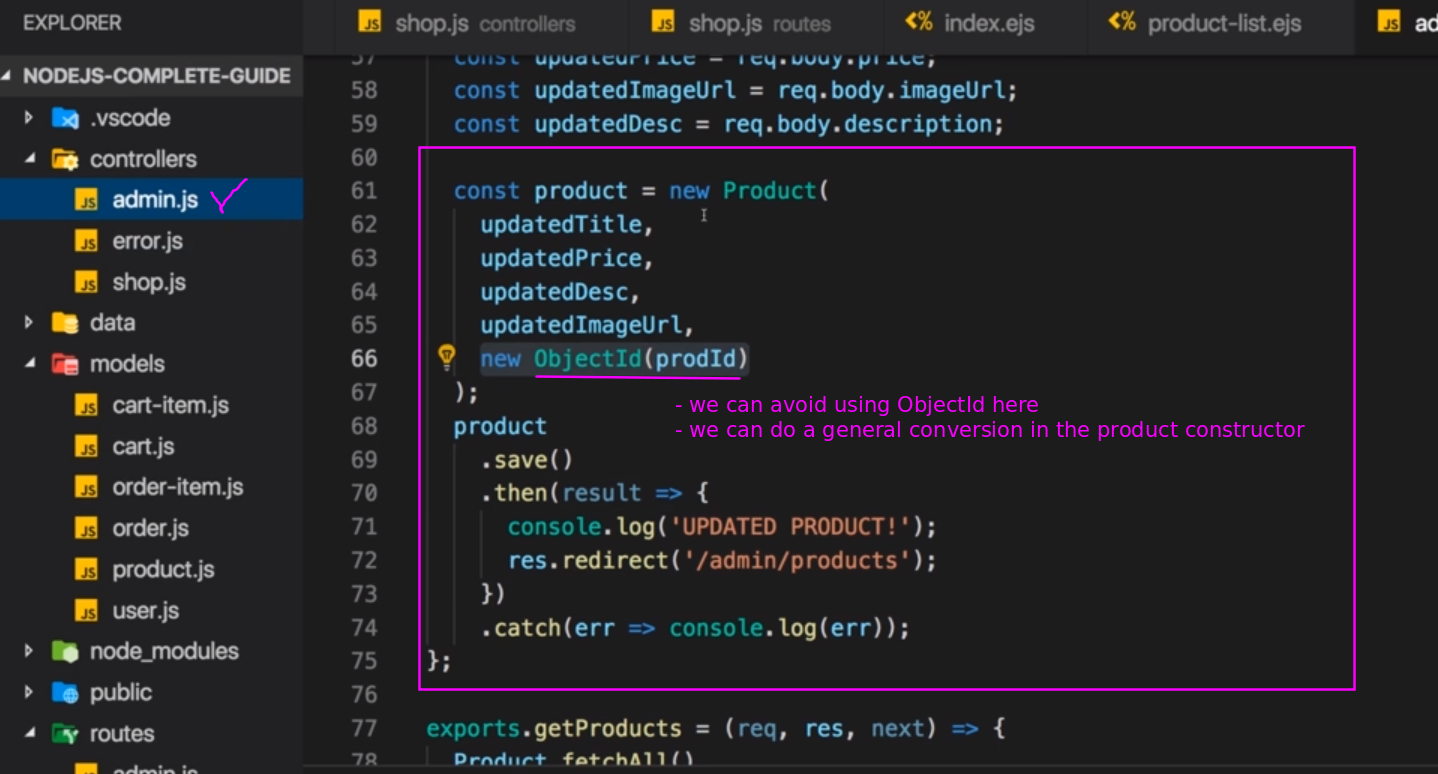 EXPLORER
shop.js controllers
shop.js routes
index.ejs
product-list.ejs
ad
NODEJS-COMPLETE-GUIDE
.vscode
controllers
admin.js
error.js
shop.js
data
models
cart-item.js
cart.js
order-item.js
order.js
product.js
user.js
node_modules
public
routes
admin.js
57 const updatedPrice = req.body.price;
58 const updatedImageUrl = req.body.imageUrl;
59 const updatedDesc = req.body.description;
60
61 const product = new Product(
62 updatedTitle,
63 updatedPrice,
64 updatedDesc,
65 updatedImageUrl,
66 new ObjectId(prodId)
67 );
- we can avoid using ObjectId here
- we can do a general conversion in the product constructor
68 product
69 .save()
70 .then(result => {
71 console.log('UPDATED PRODUCT!');
72 res.redirect('/admin/products');
73 })
74 .catch(err => console.log(err));
75 };
76
77 exports.getProducts = (req, res, next) => {
78 Product.fetchAll()